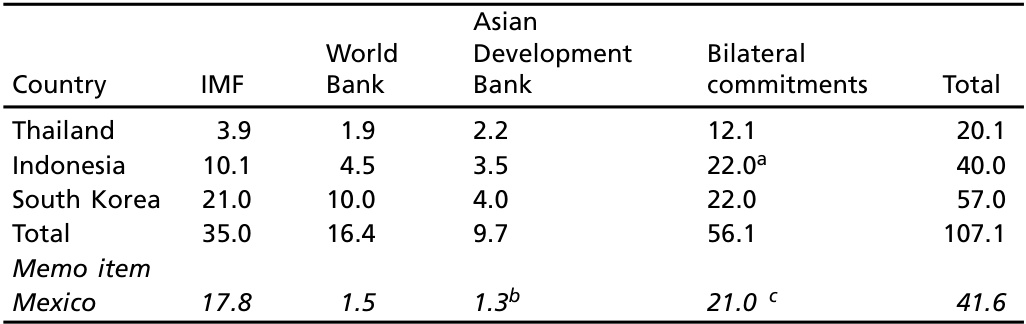 Asian
World Development Bilateral
Country IMF Bank Bank commitments Total
Thailand 3.9 1.9 2.2 12.1 20.1
Indonesia 10.1 4.5 3.5 22.0a 40.0
South Korea 21.0 10.0 4.0 22.0 57.0
Total 35.0 16.4 9.7 56.1 107.1
Memo item
Mexico 17.8 1.5 1.3b 21.0 c 41.6